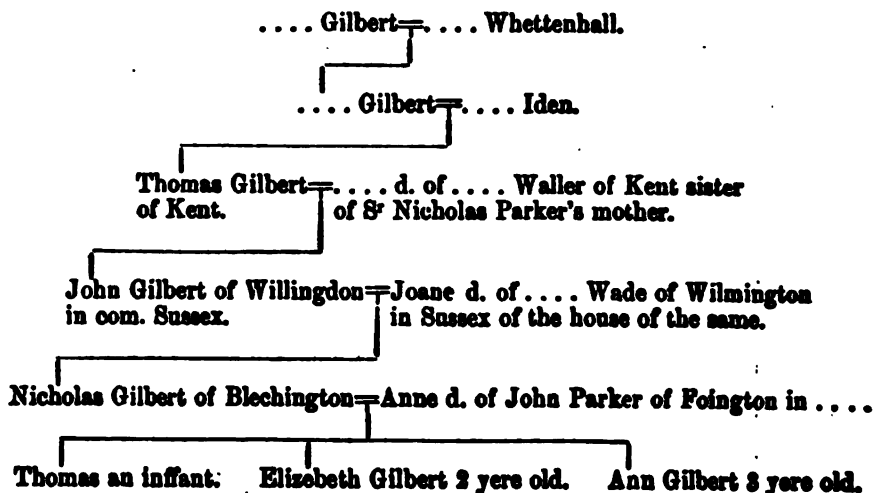 .... Gilbert=.... Whettenhall.
.... Gilbert=.... Iden.
Thomas Gilbert=.... d. of .... Waller of Kent sister
of Kent. of Sr Nicholas Parker's mother.
John Gilbert of Willingdon=Joane d. of .... Wade of Wilmington
in com. Sussex. in Sussex of the house of the same.
Nicholas Gilbert of Blechington=Anne d. of John Parker of Foington in ....
Thomas an inffant. Elizebeth Gilbert 2 yere old. Ann Gilbert 3 yere old.